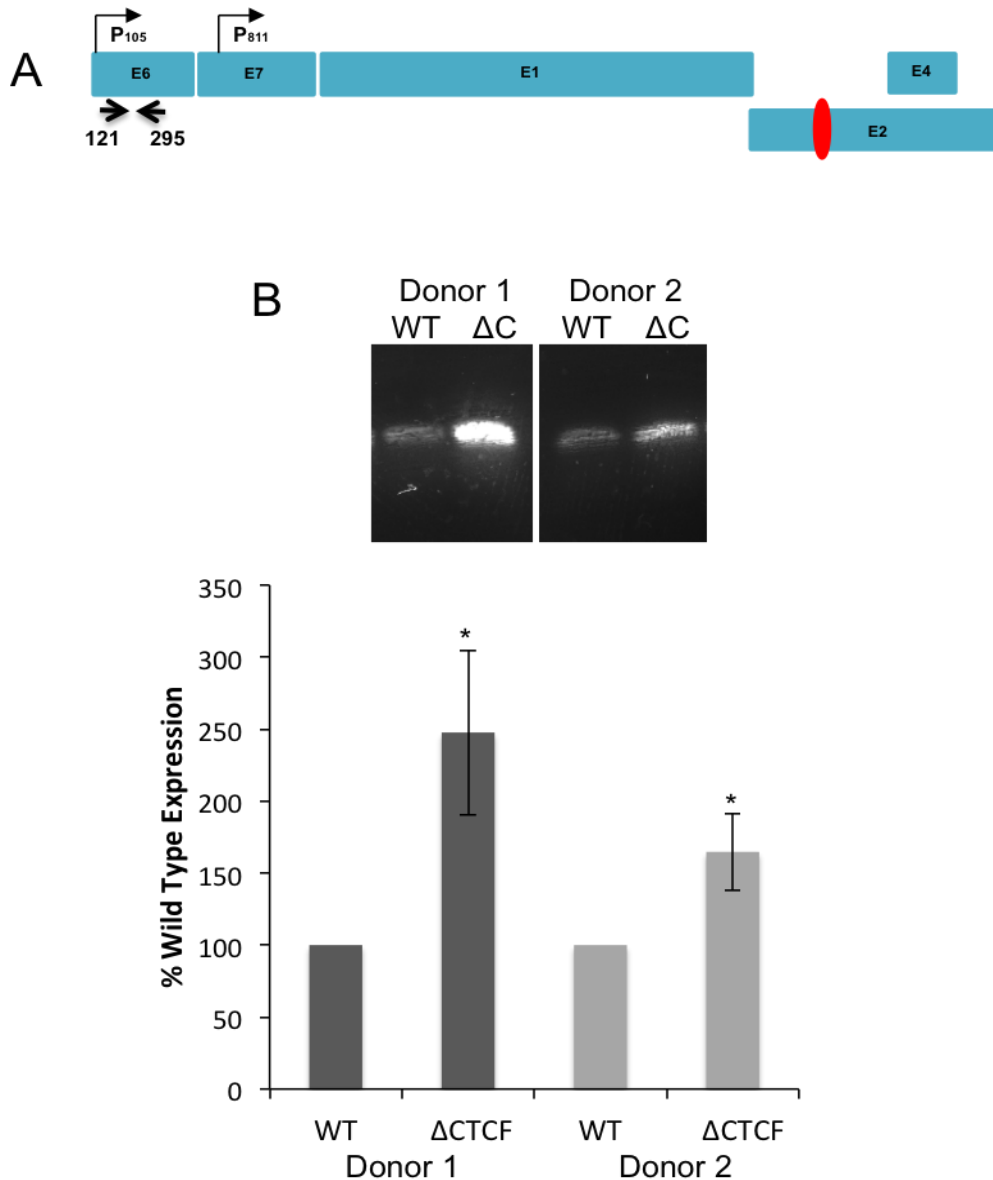 A
P105
P811
E6
E7
E1
E4
E2
121
295
B
Donor 1
Donor 2
WT
ΔC
WT
ΔC
% Wild Type Expression
350
300
250
200
150
100
50
0
*
*
WT
ΔCTCF
WT
ΔCTCF
Donor 1
Donor 2